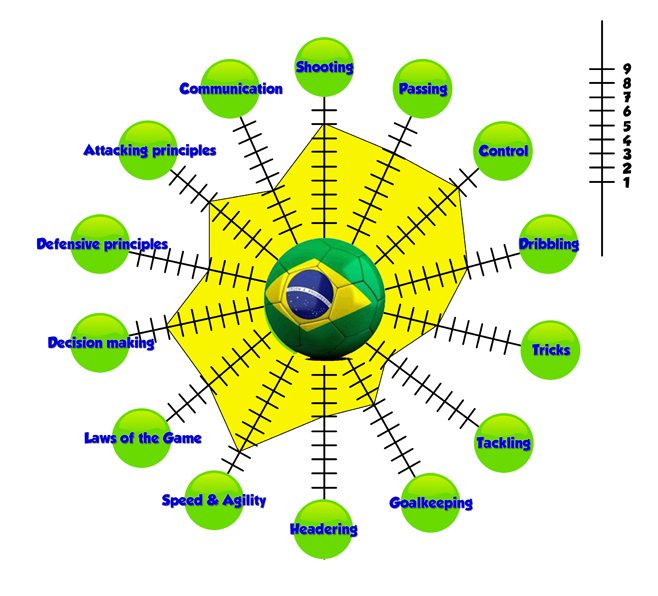 Shooting
Communication
Passing
Attacking principles
Control
Defensive principles
Dribbling
Decision making
Tricks
Laws of the Game
Tackling
Speed & Agility
Goalkeeping
Headering
9
8
7
6
5
4
3
2
1